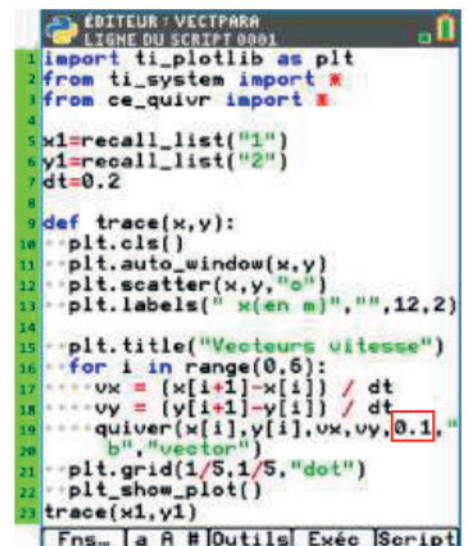 ÉDITEUR : VECTPARA
LIGNE DU SCRIPT 0001
1 import ti_plotlib as plt
2 from ti_system import *
3 from ce_quivr import *
4
5 x1=recall_list("1")
6 y1=recall_list("2")
7 dt=0.2
8
9 def trace(x,y):
10 ··plt.cls()
11 ··plt.auto_window(x,y)
12 ··plt.scatter(x,y,"o")
13 ··plt.labels(" x(en m)","",12,2)
14
15 ··plt.title("Vecteurs vitesse")
16 ··for i in range(0,6):
17 ····vx = (x[i+1]-x[i]) / dt
18 ····vy = (y[i+1]-y[i]) / dt
19 ····quiver(x[i],y[i],vx,vy,0.1,"
20 b","vector")
21 ··plt.grid(1/5,1/5,"dot")
22 ··plt_show_plot()
23 trace(x1,y1)
Fns… a A # Outils Exéc Script